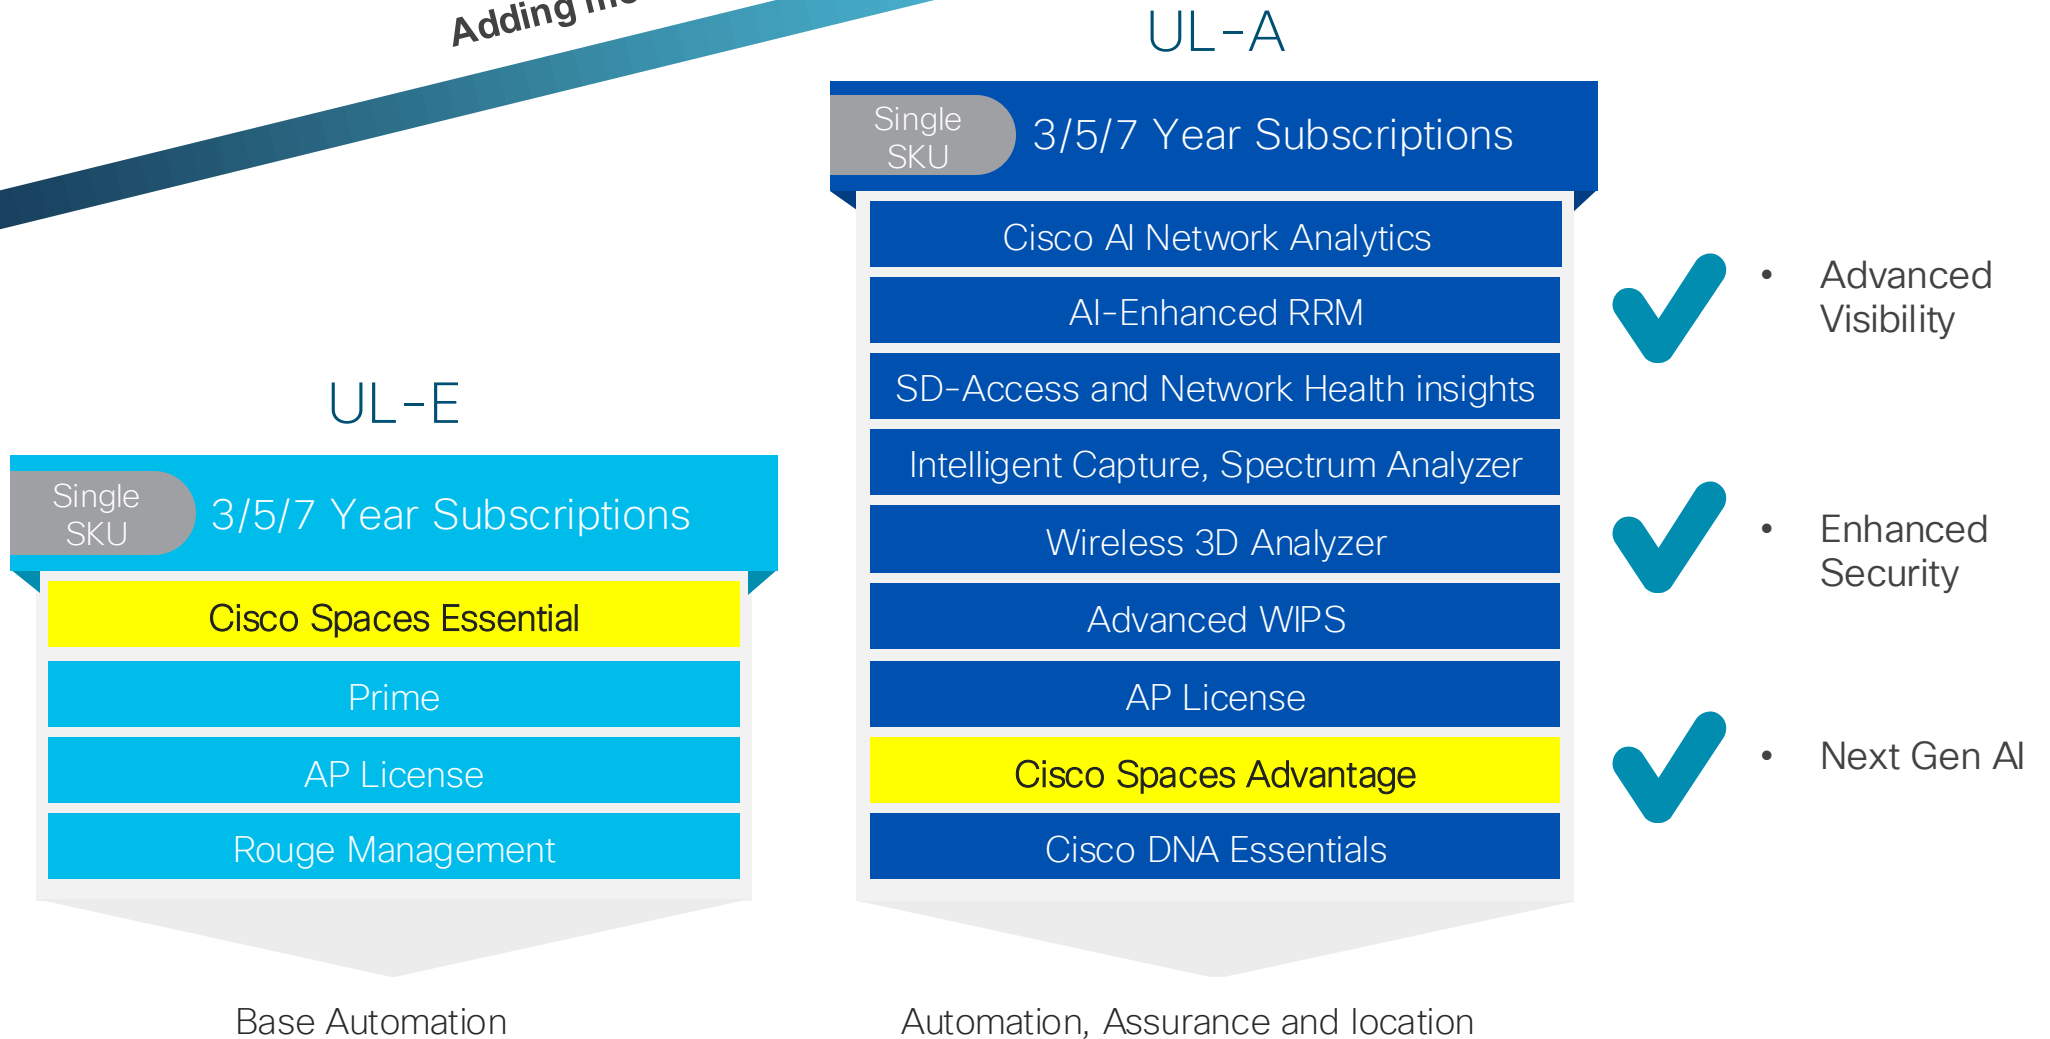 Adding
UL-A
Single
SKU
3/5/7 Year Subscriptions
Cisco AI Network Analytics
AI-Enhanced RRM
SD-Access and Network Health insights
Intelligent Capture, Spectrum Analyzer
Wireless 3D Analyzer
Advanced WIPS
AP License
Cisco Spaces Advantage
Cisco DNA Essentials
Automation, Assurance and location
UL-E
Single
SKU
3/5/7 Year Subscriptions
Cisco Spaces Essential
Prime
AP License
Rouge Management
Base Automation
• Advanced
Visibility
• Enhanced
Security
• Next Gen AI